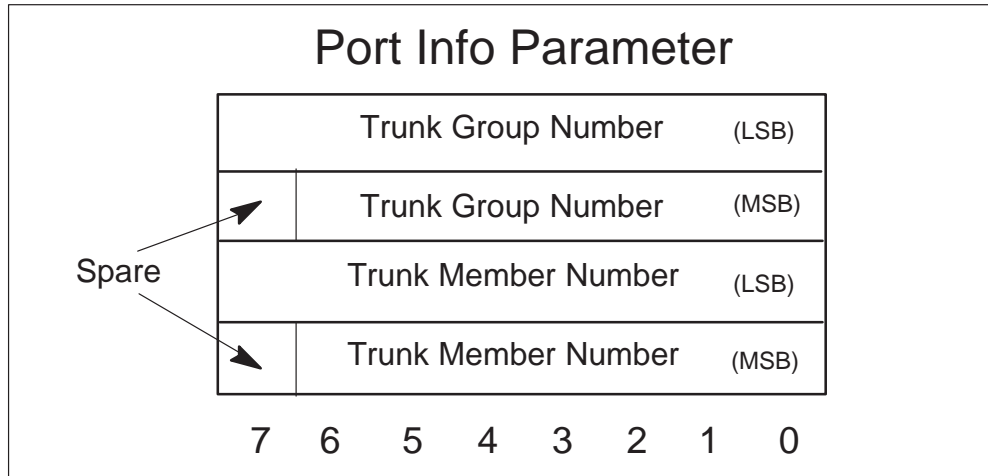 Port Info Parameter
Trunk Group Number (LSB)
Trunk Group Number (MSB)
Spare
Trunk Member Number (LSB)
Trunk Member Number (MSB)
7 6 5 4 3 2 1 0